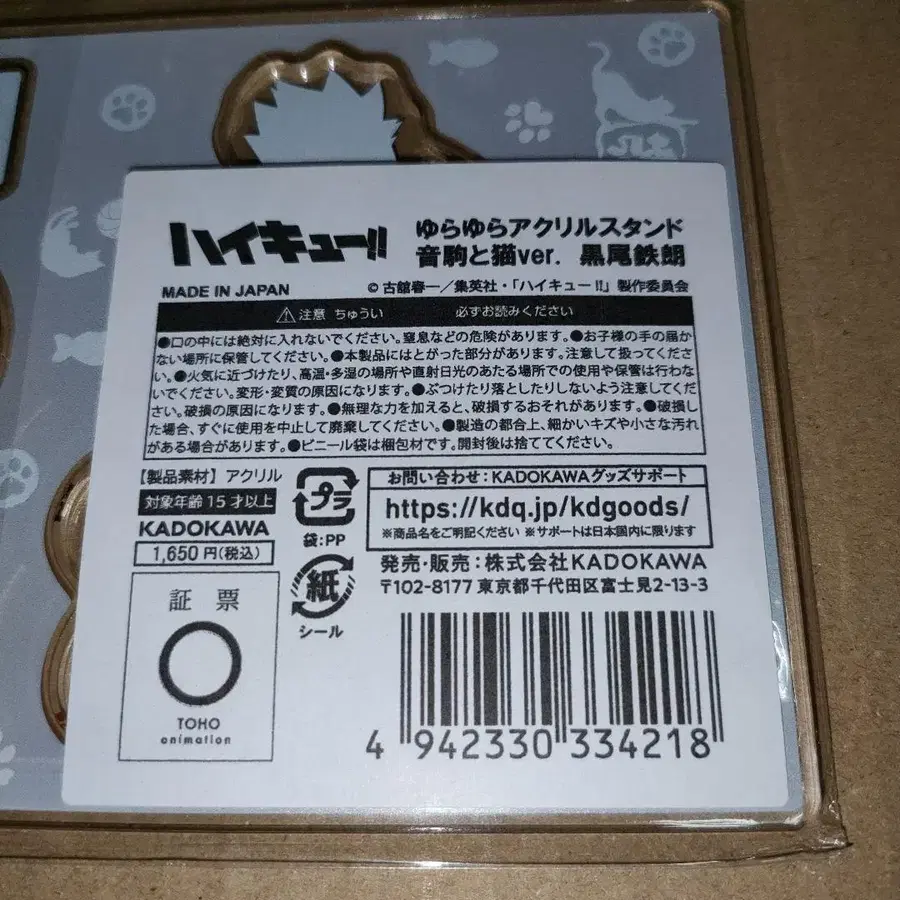 ハイキュー!!
ゆらゆらアクリルスタンド
音駒と猫ver. 黒尾鉄朗
MADE IN JAPAN
© 古舘春一／集英社・「ハイキュー!!」製作委員会
⚠注意 ちゅうい 必ずお読みください
●口の中には絶対に入れないでください。窒息などの危険があります。●お子様の手の届か
ない場所に保管してください。●本製品にはとがった部分があります。注意して扱ってくださ
い。●火気に近づけたり、高温・多湿の場所や直射日光のあたる場所での使用や保管は行わな
いでください。変形・変質の原因になります。●ぶつけたり落としたりしないよう注意してくだ
さい。破損の原因になります。●無理な力を加えると、破損するおそれがあります。●破損し
た場合、すぐに使用を中止して廃棄してください。●製造の都合上、細かいキズや小さな汚れ
がある場合があります。●ビニール袋は梱包材です。開封後は捨ててください。
【製品素材】アクリル
対象年齢15才以上
KADOKAWA
1,650円(税込)
プラ
袋:PP
紙
シール
お問い合わせ:KADOKAWAグッズサポート
https://kdq.jp/kdgoods/
※商品名をご明記ください ※サポートは日本国内に限ります
発売・販売:株式会社KADOKAWA
〒102-8177 東京都千代田区富士見2-13-3
証票
TOHO
animation
4 942330 334218